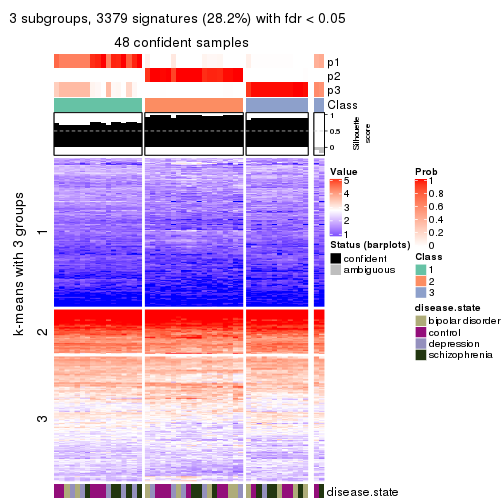 3 subgroups, 3379 signatures (28.2%) with fdr < 0.05
48 confident samples
p1
p2
p3
Class
1
0.5
0
Silhouette
score
k-means with 3 groups
1
2
3
disease.state
Value
5
4
3
2
1
Status (barplots)
confident
ambiguous
Prob
1
0.8
0.6
0.4
0.2
0
Class
1
2
3
disease.state
bipolar disorder
control
depression
schizophrenia